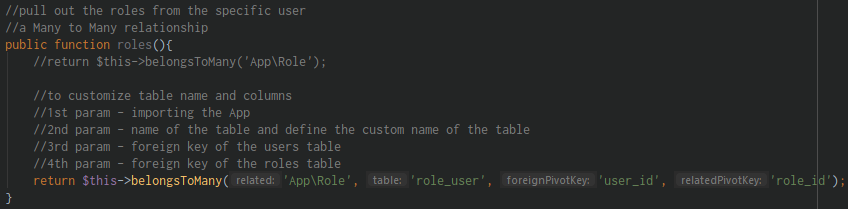 //pull out the roles from the specific user
//a Many to Many relationship
public function roles(){
//return $this->belongsToMany('App\Role');
//to customize table name and columns
//1st param - importing the App
//2nd param - name of the table and define the custom name of the table
//3rd param - foreign key of the users table
//4th param - foreign key of the roles table
return $this->belongsToMany( related: 'App\Role', table: 'role_user', foreignPivotKey: 'user_id', relatedPivotKey: 'role_id');
}